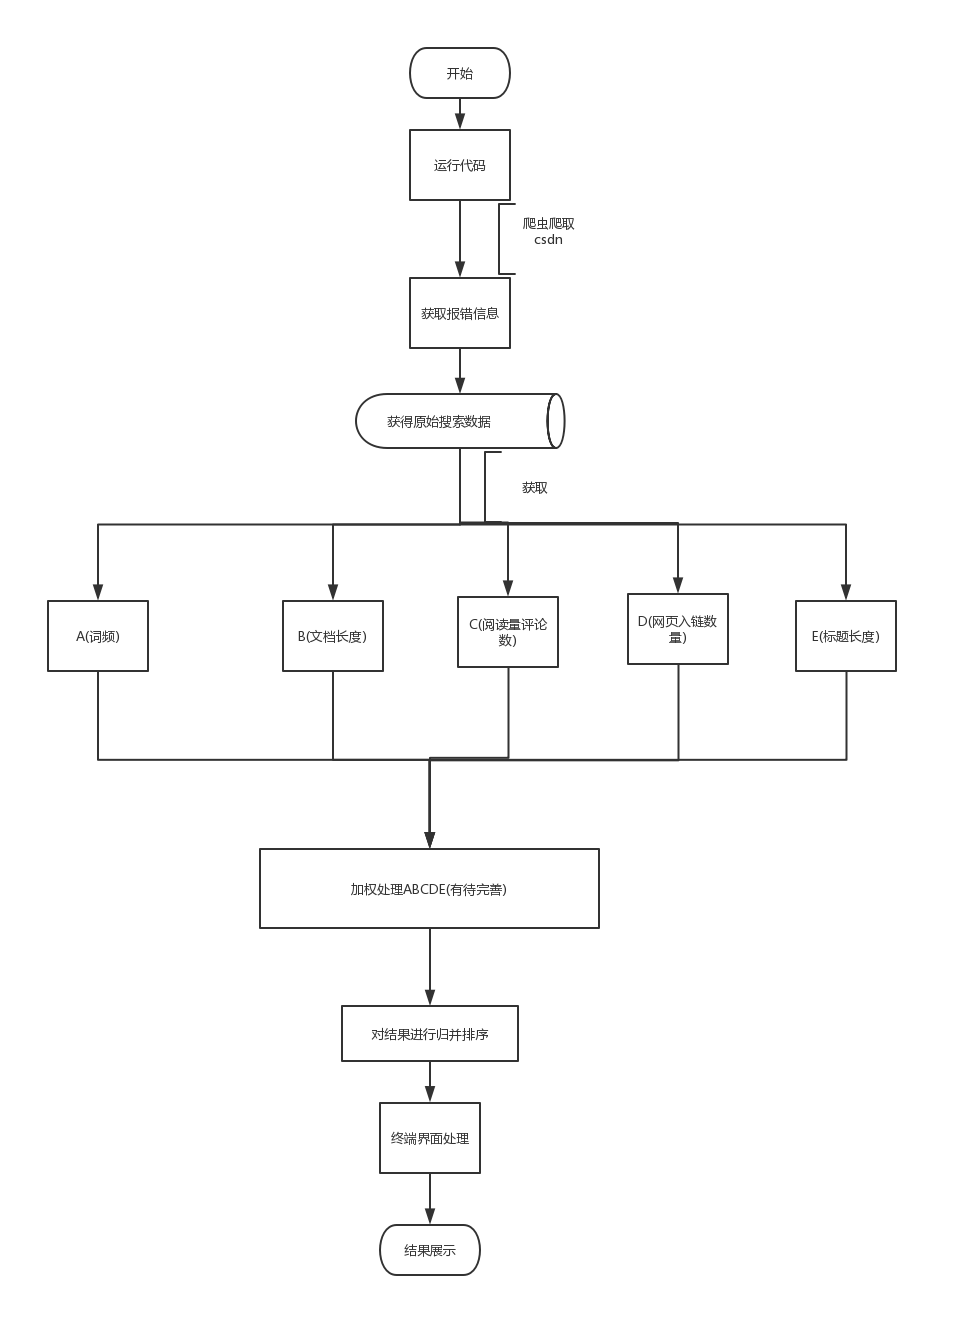 开始
运行代码
爬虫爬取
csdn
获取报错信息
获得原始搜索数据
获取
A(词频)
B(文档长度)
C(阅读量评论
数)
D(网页入链数
量)
E(标题长度)
加权处理ABCDE(有待完善)
对结果进行归并排序
终端界面处理
结果展示